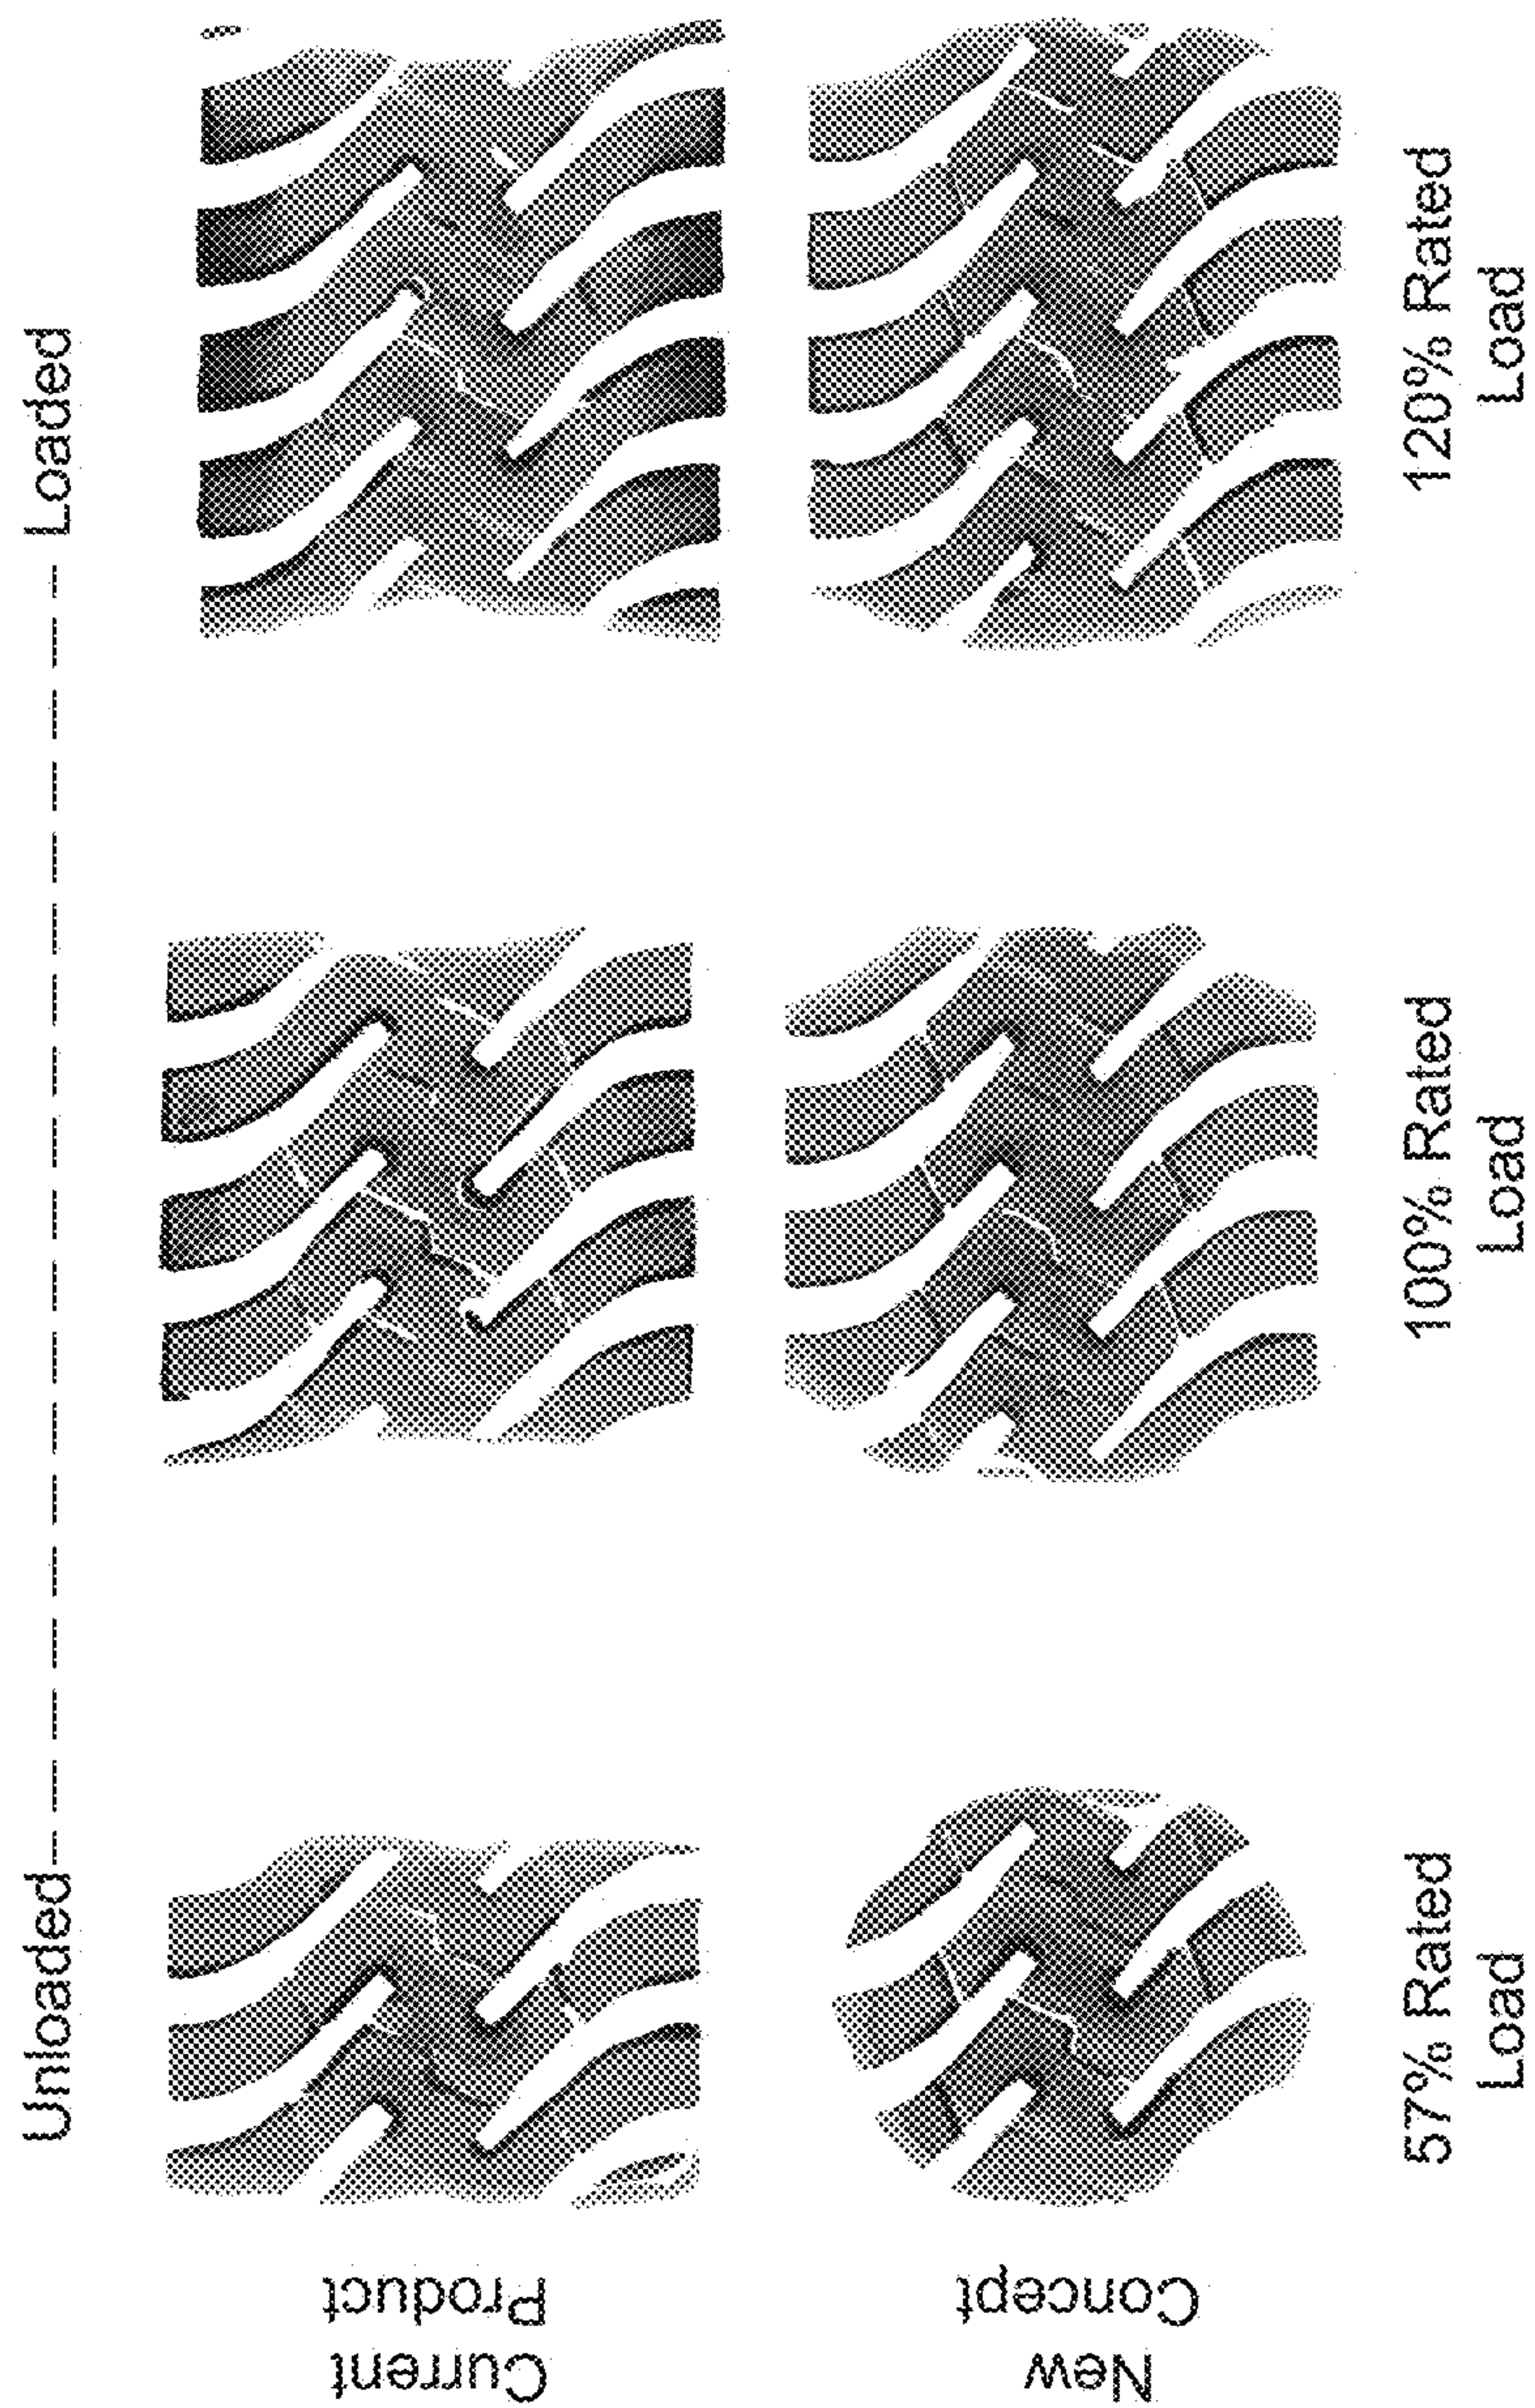 Unloaded
Loaded
Current
Product
New
Concept
57% Rated
Load
100% Rated
Load
120% Rated
Load